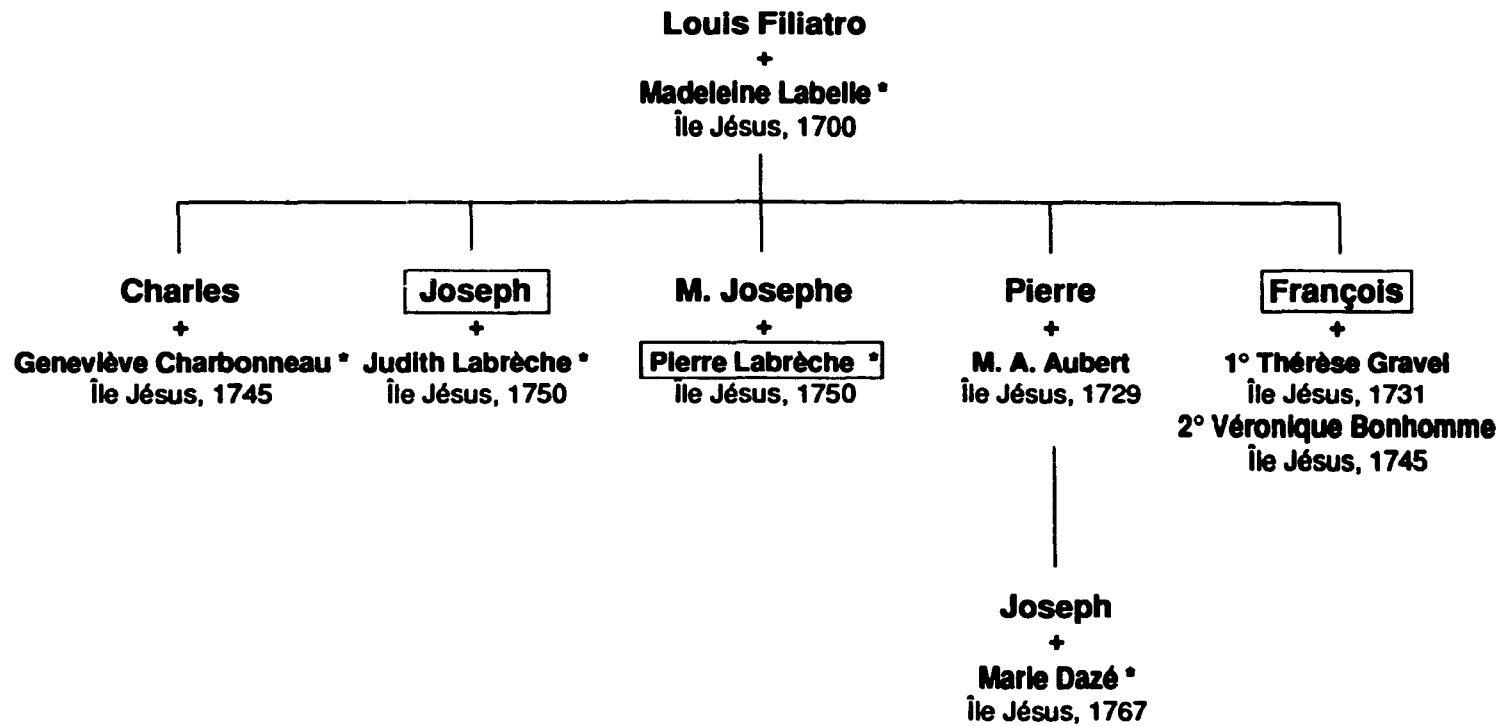 Louis Filiatro
+
Madeleine Labelle *
Île Jésus, 1700
Charles
+
Geneviève Charbonneau *
Île Jésus, 1745
Joseph
+
Judith Labrèche *
Île Jésus, 1750
M. Josephe
+
Pierre Labrèche *
Île Jésus, 1750
Pierre
+
M. A. Aubert
Île Jésus, 1729
François
+
1° Thérèse Gravel
Île Jésus, 1731
2° Véronique Bonhomme
Île Jésus, 1745
Joseph
+
Marie Dazé *
Île Jésus, 1767